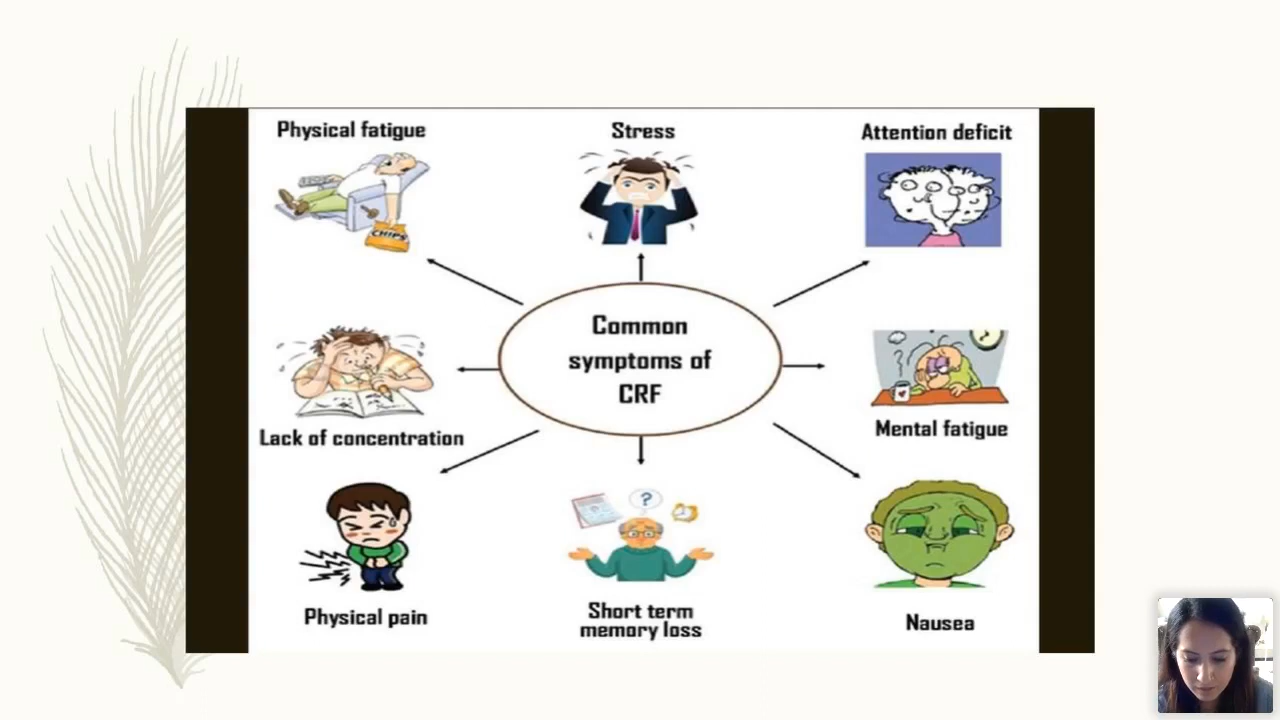 Physical fatigue
Stress
Attention deficit
CHIPS
Common
symptoms of
CRF
Lack of concentration
Mental fatigue
?
Physical pain
Short term
memory loss
Nausea